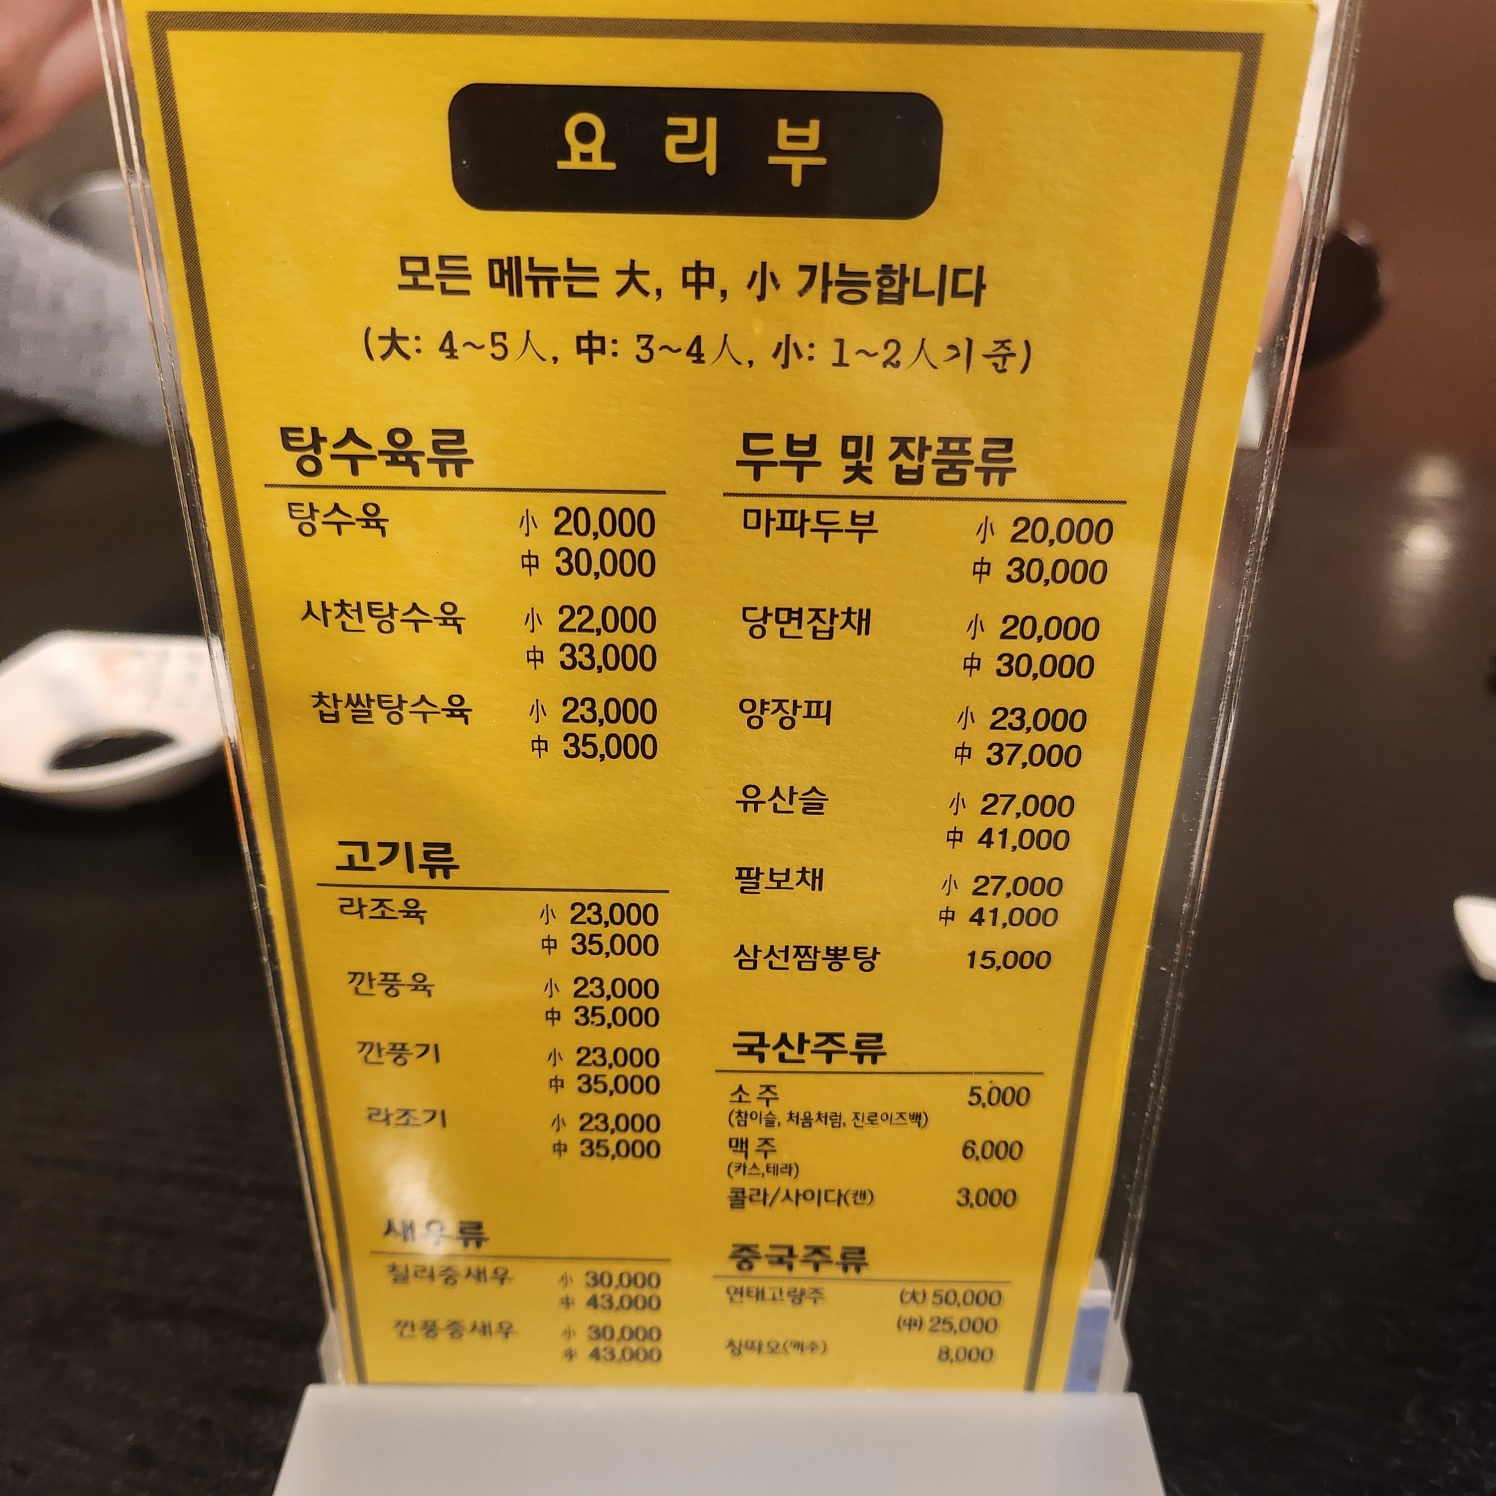 요리부
모든 메뉴는 大, 中, 小 가능합니다
(大: 4~5人, 中: 3~4人, 小: 1~2人기준)
탕수육류
탕수육 小 20,000
中 30,000
사천탕수육 小 22,000
中 33,000
찹쌀탕수육 小 23,000
中 35,000
고기류
라조육 小 23,000
中 35,000
깐풍육 小 23,000
中 35,000
깐풍기 小 23,000
中 35,000
라조기 小 23,000
中 35,000
새우류
칠리중새우 小 30,000
中 43,000
깐풍중새우 小 30,000
中 43,000
두부 및 잡품류
마파두부 小 20,000
中 30,000
당면잡채 小 20,000
中 30,000
양장피 小 23,000
中 37,000
유산슬 小 27,000
中 41,000
팔보채 小 27,000
中 41,000
삼선짬뽕탕 15,000
국산주류
소주 5,000
(참이슬, 처음처럼, 진로이즈백)
맥주 6,000
(카스,테라)
콜라/사이다(캔) 3,000
중국주류
연태고량주 (大) 50,000
(中) 25,000
칭따오(맥주) 8,000